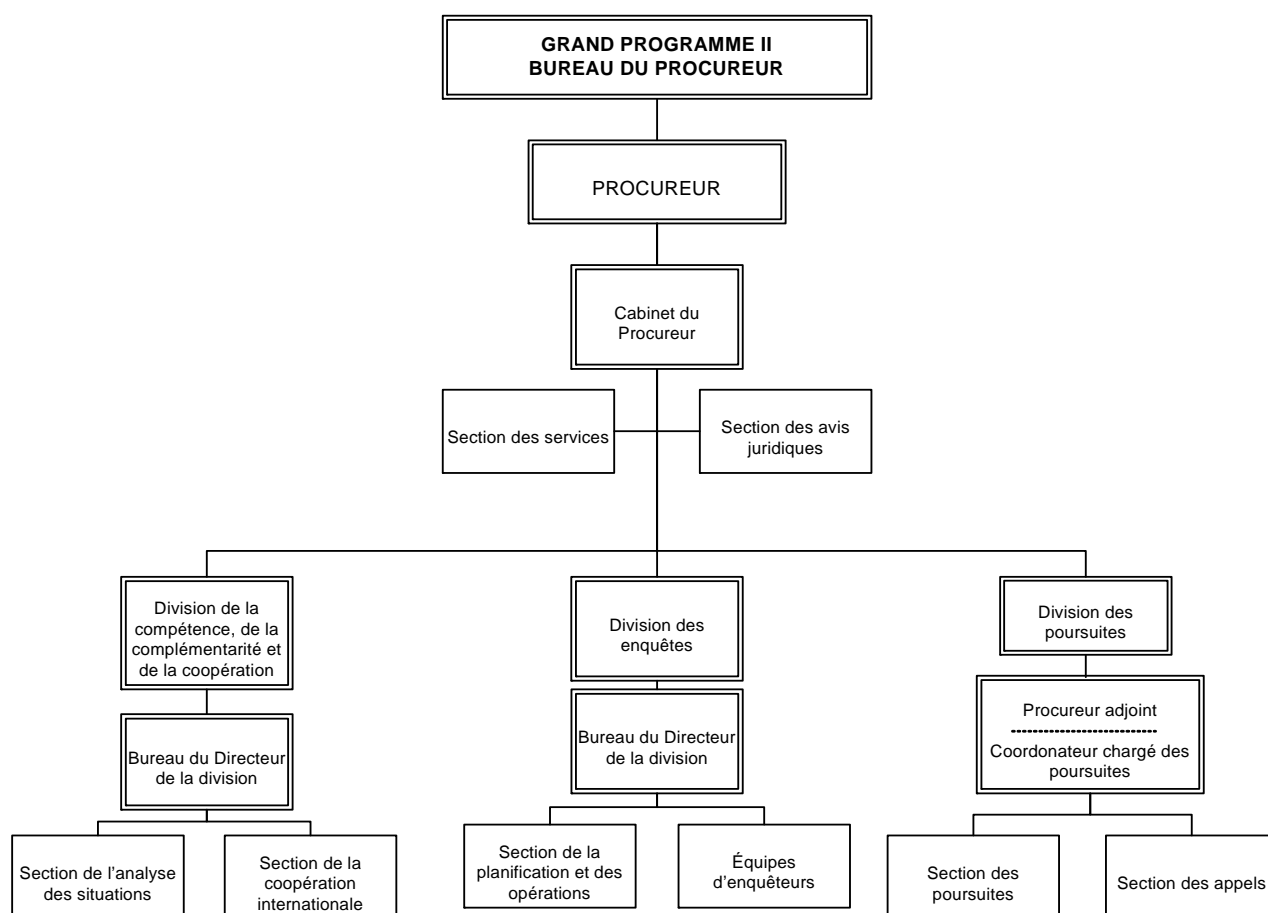 GRAND PROGRAMME II
BUREAU DU PROCUREUR
PROCUREUR
Cabinet du
Procureur
Section des services
Section des avis
juridiques
Division de la
compétence, de la
complémentarité et
de la coopération
Division des
enquêtes
Division des
poursuites
Bureau du Directeur
de la division
Bureau du Directeur
de la division
Procureur adjoint
Coordonateur chargé des
poursuites
Section de l'analyse
des situations
Section de la
coopération
internationale
Section de la
planification et des
opérations
Équipes
d'enquêteurs
Section des
poursuites
Section des appels